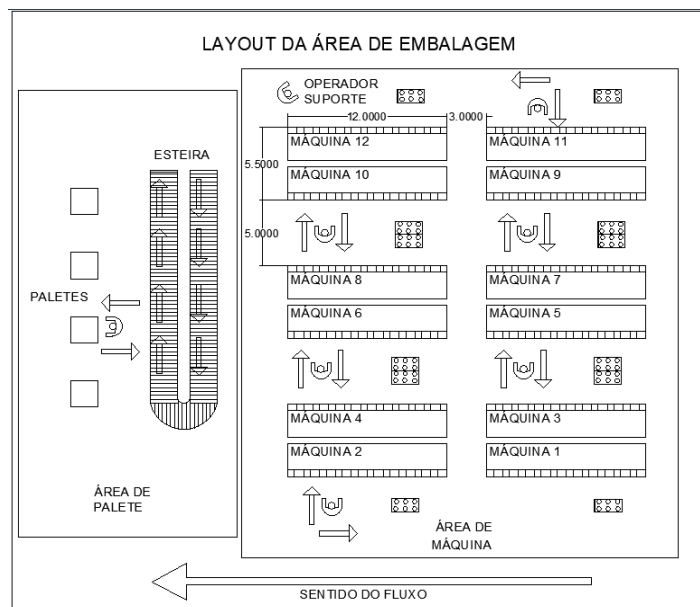 LAYOUT DA ÁREA DE EMBALAGEM
OPERADOR
SUPORTE
12.0000
3.0000
ESTEIRA
5.5000
MÁQUINA 12
MÁQUINA 11
MÁQUINA 10
MÁQUINA 9
5.0000
PALETES
MÁQUINA 8
MÁQUINA 7
MÁQUINA 6
MÁQUINA 5
MÁQUINA 4
MÁQUINA 3
MÁQUINA 2
MÁQUINA 1
ÁREA DE
PALETE
ÁREA DE
MÁQUINA
SENTIDO DO FLUXO